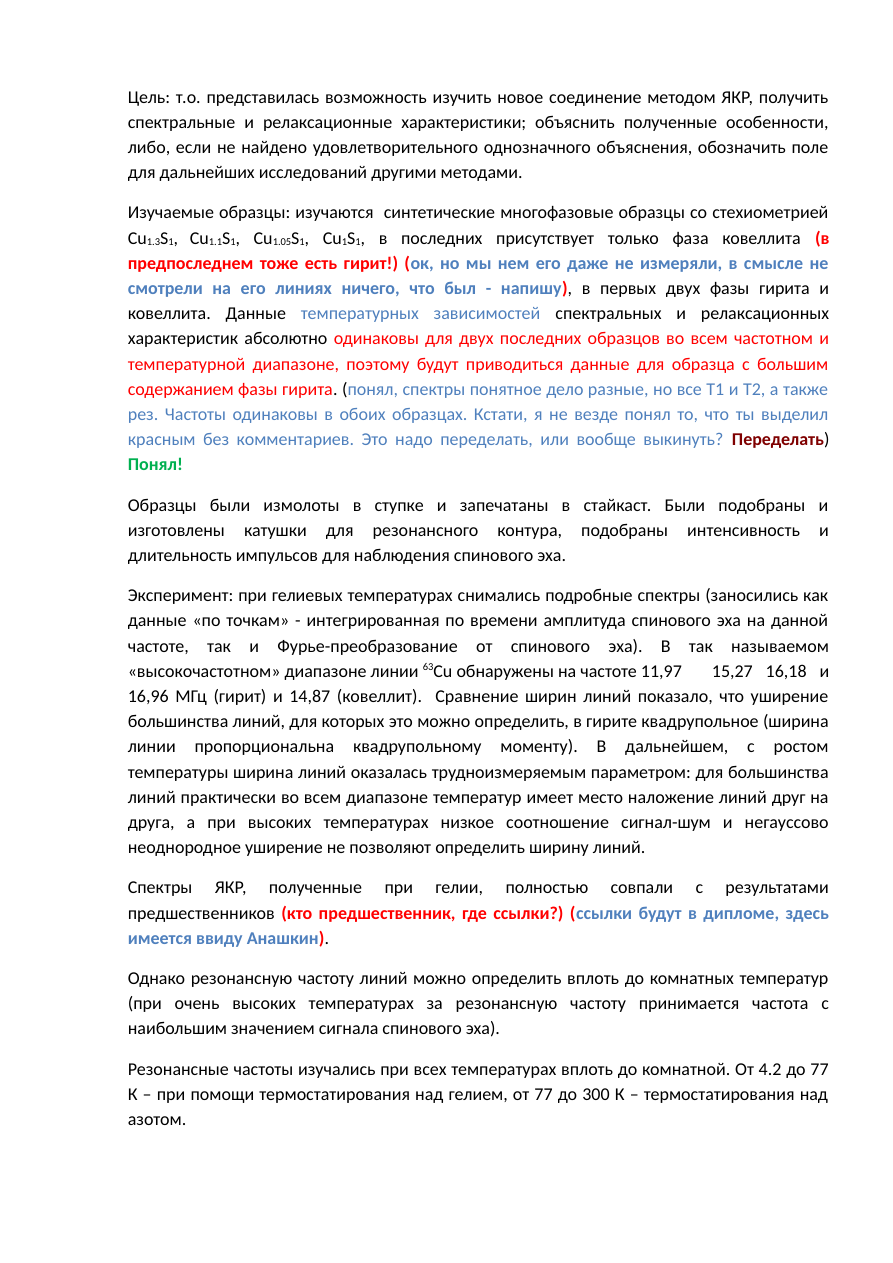 Цель: т.о. представилась возможность изучить новое соединение методом ЯКР, получить
спектральные и релаксационные характеристики; объяснить полученные особенности,
либо, если не найдено удовлетворительного однозначного объяснения, обозначить поле
для дальнейших исследований другими методами.
Изучаемые образцы: изучаются синтетические многофазовые образцы со стехиометрией
Cu1.3S1, Cu1.1S1, Cu1.05S1, Cu1S1, в последних присутствует только фаза ковеллита (в
предпоследнем тоже есть гирит!) (ок, но мы нем его даже не измеряли, в смысле не
смотрели на его линиях ничего, что был - напишу), в первых двух фазы гирита и
ковеллита. Данные температурных зависимостей спектральных и релаксационных
характеристик абсолютно одинаковы для двух последних образцов во всем частотном и
температурной диапазоне, поэтому будут приводиться данные для образца с большим
содержанием фазы гирита. (понял, спектры понятное дело разные, но все Т1 и Т2, а также
рез. Частоты одинаковы в обоих образцах. Кстати, я не везде понял то, что ты выделил
красным без комментариев. Это надо переделать, или вообще выкинуть? Переделать)
Понял!
Образцы были измолоты в ступке и запечатаны в стайкаст. Были подобраны и
изготовлены катушки для резонансного контура, подобраны интенсивность и
длительность импульсов для наблюдения спинового эха.
Эксперимент: при гелиевых температурах снимались подробные спектры (заносились как
данные «по точкам» - интегрированная по времени амплитуда спинового эха на данной
частоте, так и Фурье-преобразование от спинового эха). В так называемом
«высокочастотном» диапазоне линии 63Cu обнаружены на частоте 11,97 15,27 16,18 и
16,96 МГц (гирит) и 14,87 (ковеллит). Сравнение ширин линий показало, что уширение
большинства линий, для которых это можно определить, в гирите квадрупольное (ширина
линии пропорциональна квадрупольному моменту). В дальнейшем, с ростом
температуры ширина линий оказалась трудноизмеряемым параметром: для большинства
линий практически во всем диапазоне температур имеет место наложение линий друг на
друга, а при высоких температурах низкое соотношение сигнал-шум и негауссово
неоднородное уширение не позволяют определить ширину линий.
Спектры ЯКР, полученные при гелии, полностью совпали с результатами
предшественников (кто предшественник, где ссылки?) (ссылки будут в дипломе, здесь
имеется ввиду Анашкин).
Однако резонансную частоту линий можно определить вплоть до комнатных температур
(при очень высоких температурах за резонансную частоту принимается частота с
наибольшим значением сигнала спинового эха).
Резонансные частоты изучались при всех температурах вплоть до комнатной. От 4.2 до 77
К – при помощи термостатирования над гелием, от 77 до 300 К – термостатирования над
азотом.